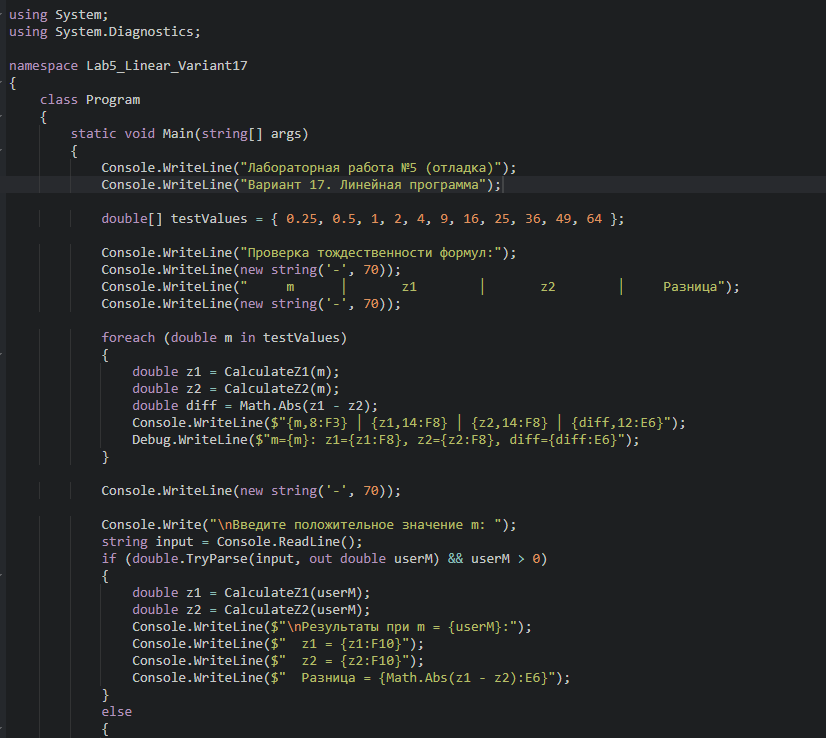 using System;
using System.Diagnostics;
namespace Lab5_Linear_Variant17
{
class Program
{
static void Main(string[] args)
{
Console.WriteLine("Лабораторная работа №5 (отладка)");
Console.WriteLine("Вариант 17. Линейная программа");
double[] testValues = { 0.25, 0.5, 1, 2, 4, 9, 16, 25, 36, 49, 64 };
Console.WriteLine("Проверка тождественности формул:");
Console.WriteLine(new string('-', 70));
Console.WriteLine("     m      |       z1        |       z2        |     Разница");
Console.WriteLine(new string('-', 70));
foreach (double m in testValues)
{
double z1 = CalculateZ1(m);
double z2 = CalculateZ2(m);
double diff = Math.Abs(z1 - z2);
Console.WriteLine($"{m,8:F3} | {z1,14:F8} | {z2,14:F8} | {diff,12:E6}");
Debug.WriteLine($"m={m}: z1={z1:F8}, z2={z2:F8}, diff={diff:E6}");
}
Console.WriteLine(new string('-', 70));
Console.Write("\nВведите положительное значение m: ");
string input = Console.ReadLine();
if (double.TryParse(input, out double userM) && userM > 0)
{
double z1 = CalculateZ1(userM);
double z2 = CalculateZ2(userM);
Console.WriteLine($"\nРезультаты при m = {userM}:");
Console.WriteLine($"  z1 = {z1:F10}");
Console.WriteLine($"  z2 = {z2:F10}");
Console.WriteLine($"  Разница = {Math.Abs(z1 - z2):E6}");
}
else
{